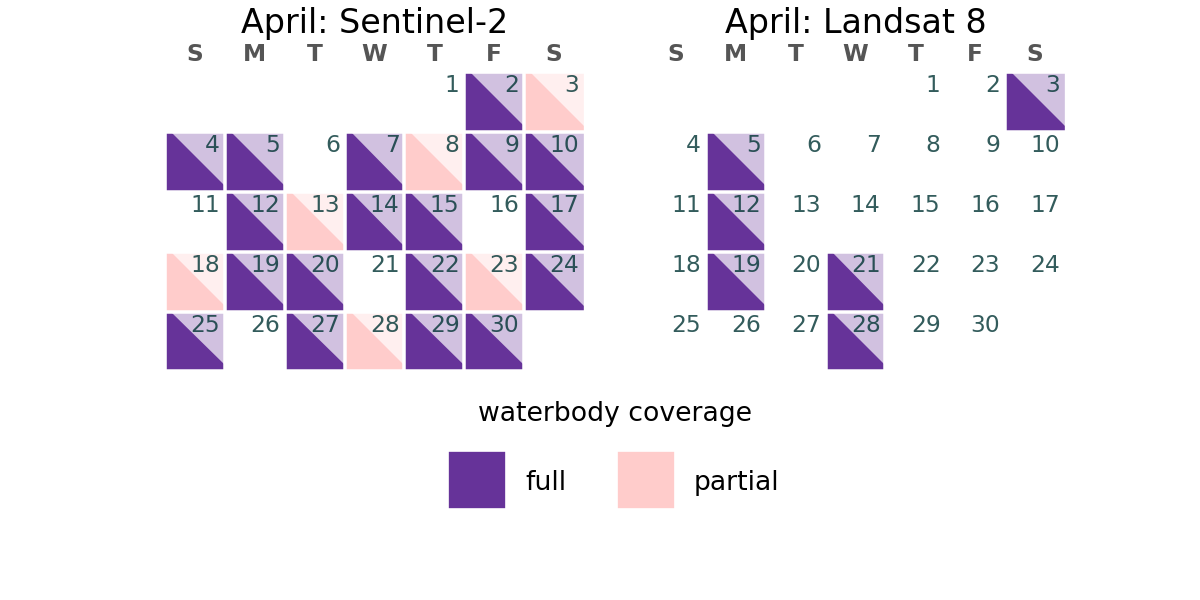 April: Sentinel-2
S M T W T F S
1 2 3
4 5 6 7 8 9 10
11 12 13 14 15 16 17
18 19 20 21 22 23 24
25 26 27 28 29 30
April: Landsat 8
S M T W T F S
1 2 3
4 5 6 7 8 9 10
11 12 13 14 15 16 17
18 19 20 21 22 23 24
25 26 27 28 29 30
waterbody coverage
full partial